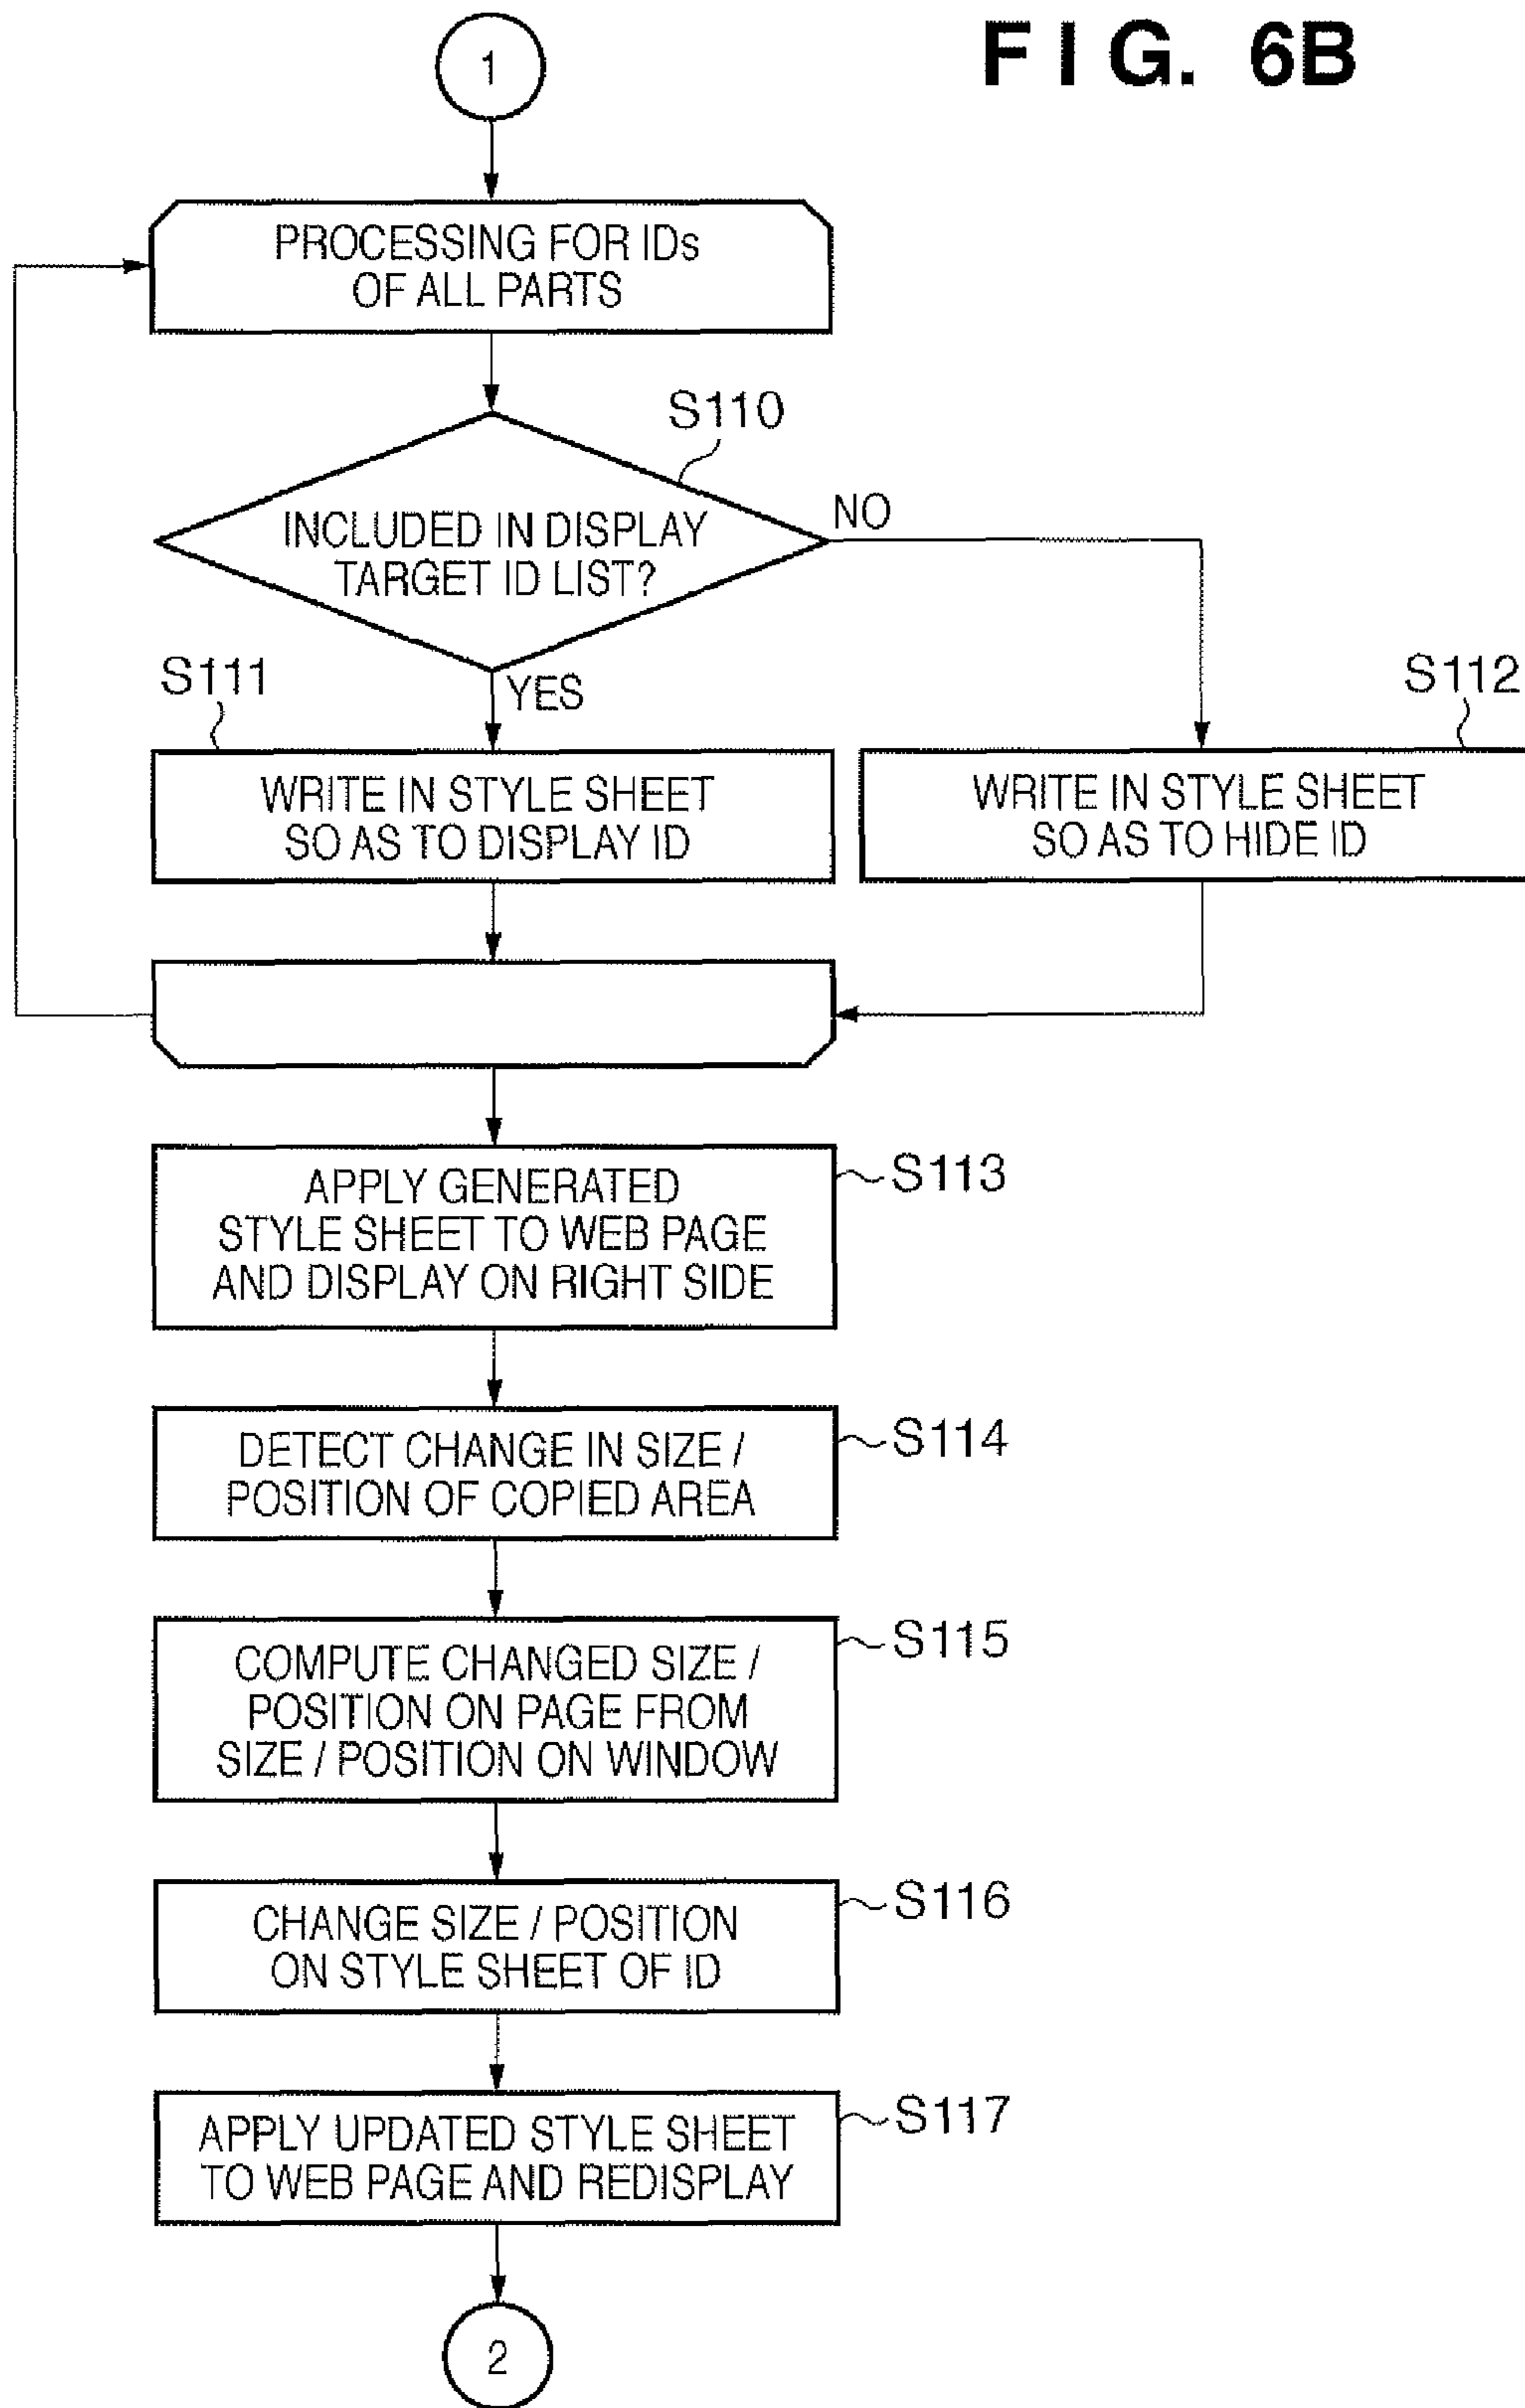 FIG. 6B
1
PROCESSING FOR IDs
OF ALL PARTS
S110
INCLUDED IN DISPLAY
TARGET ID LIST?
NO
YES
S111
WRITE IN STYLE SHEET
SO AS TO DISPLAY ID
S112
WRITE IN STYLE SHEET
SO AS TO HIDE ID
APPLY GENERATED
STYLE SHEET TO WEB PAGE
AND DISPLAY ON RIGHT SIDE
S113
DETECT CHANGE IN SIZE /
POSITION OF COPIED AREA
S114
COMPUTE CHANGED SIZE /
POSITION ON PAGE FROM
SIZE / POSITION ON WINDOW
S115
CHANGE SIZE / POSITION
ON STYLE SHEET OF ID
S116
APPLY UPDATED STYLE SHEET
TO WEB PAGE AND REDISPLAY
S117
2